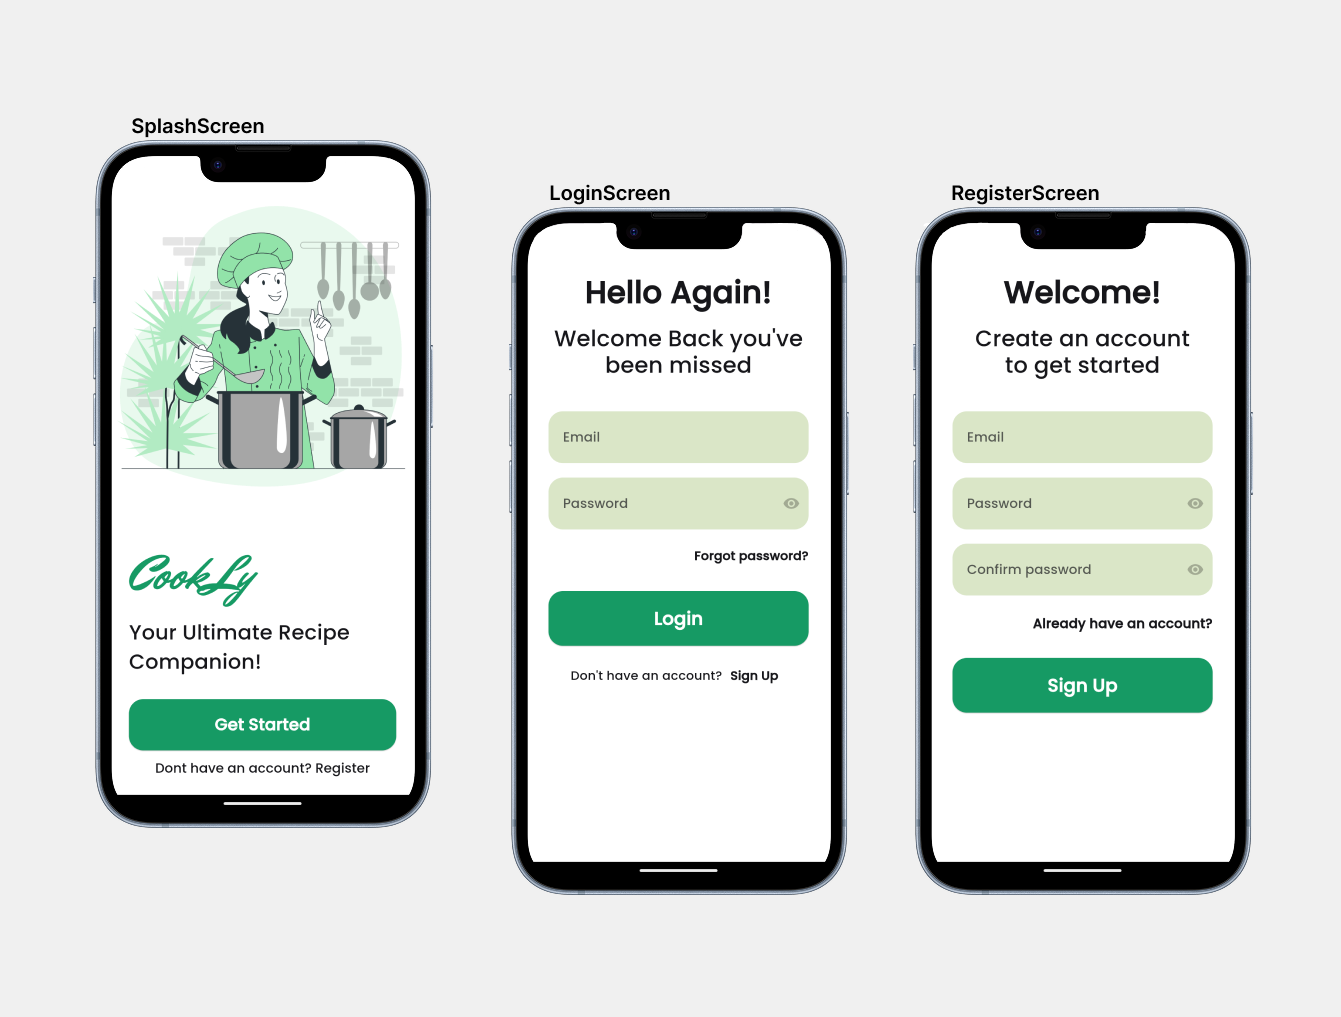 SplashScreen
CookLy
Your Ultimate Recipe
Companion!
Get Started
Dont have an account? Register
LoginScreen
Hello Again!
Welcome Back you've
been missed
Email
Password
Forgot password?
Login
Don't have an account? Sign Up
RegisterScreen
Welcome!
Create an account
to get started
Email
Password
Confirm password
Already have an account?
Sign Up